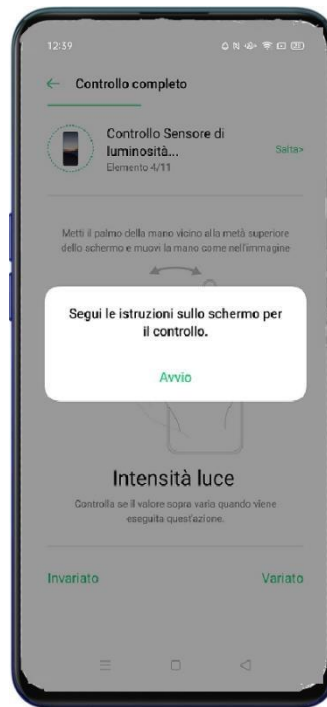 12:59
Controllo completo
Controllo Sensore di
luminosità...
Salta>
Elemento 4/11
Metti il palmo della mano vicino alla metà superiore
dello schermo e muovi la mano come nell'immagine
Segui le istruzioni sullo schermo per
il controllo.
Avvio
Intensità luce
Controlla se il valore sopra varia quando viene
eseguita quest'azione.
Invariato
Variato